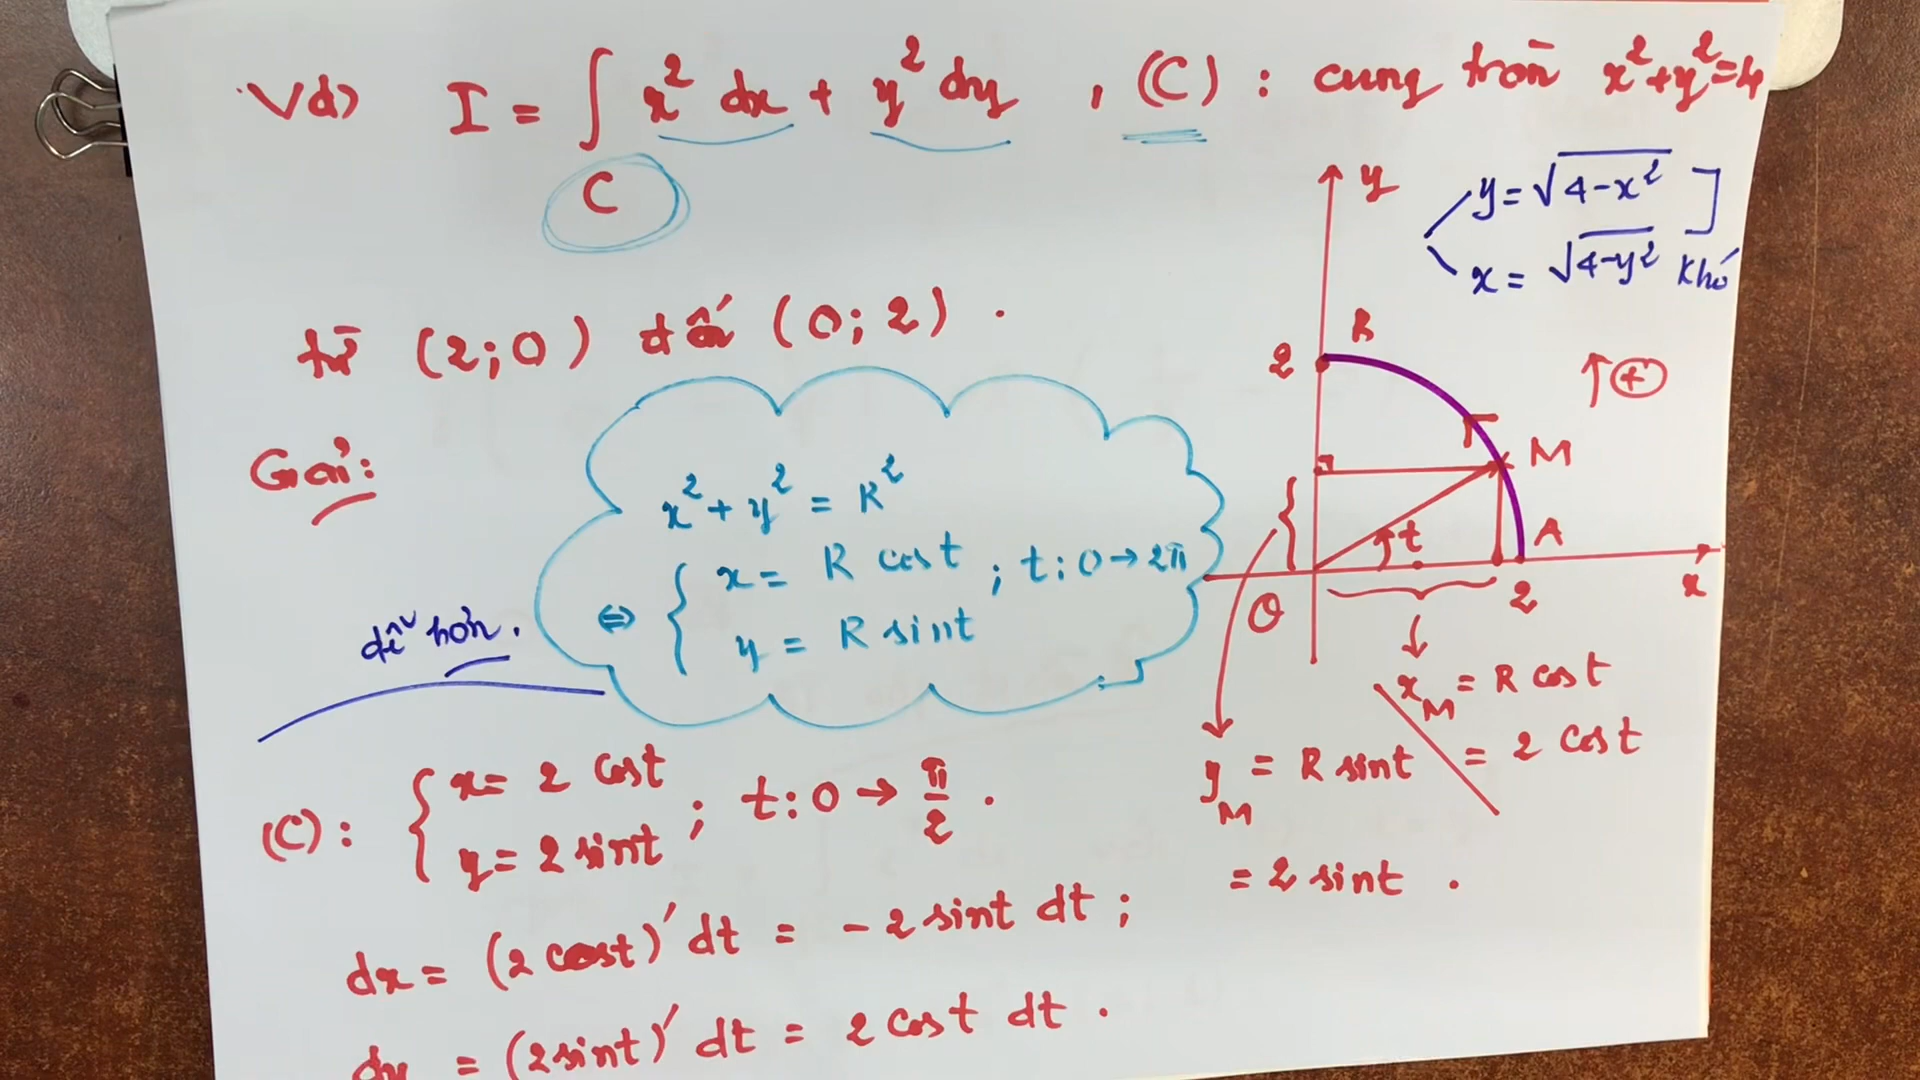 Vd) I = ∫_C x² dx + y² dy , (C) : cung tròn x²+y²=4
y = √(4-x²)
x = √(4-y²) khó
từ (2;0) đến (0;2) .
Giải:
x² + y² = R²
⇔ { x = R cost ; t: 0 → 2π
y = R sint
dễ hơn.
y
2 B
↑ ⊕
M
t
A
O 2 x
x_M = R cost
= 2 cost
y_M = R sint
= 2 sint .
(C): { x = 2 cost ; t: 0 → π/2 .
y = 2 sint
dx = (2 cost)' dt = -2 sint dt ;
dy = (2 sint)' dt = 2 cost dt .